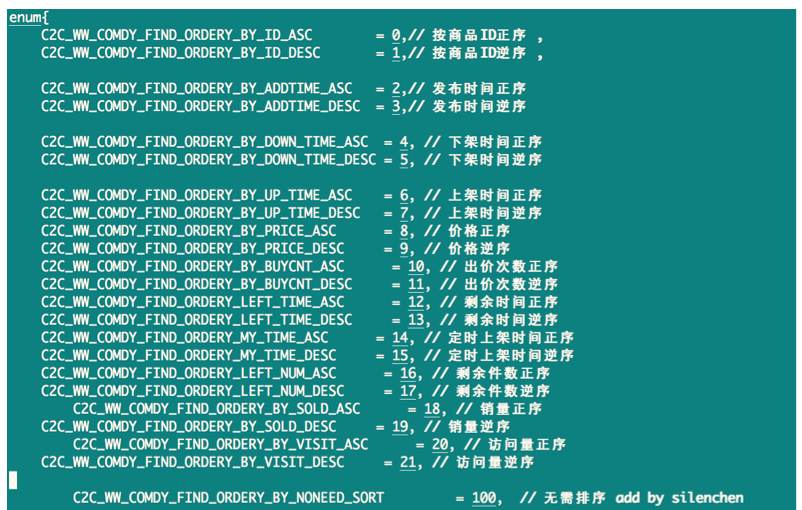 enum{
C2C_WW_COMDY_FIND_ORDERY_BY_ID_ASC = 0,// 按商品ID正序 ,
C2C_WW_COMDY_FIND_ORDERY_BY_ID_DESC = 1,// 按商品ID逆序 ,
C2C_WW_COMDY_FIND_ORDERY_BY_ADDTIME_ASC = 2,// 发布时间正序
C2C_WW_COMDY_FIND_ORDERY_BY_ADDTIME_DESC = 3,// 发布时间逆序
C2C_WW_COMDY_FIND_ORDERY_BY_DOWN_TIME_ASC = 4, // 下架时间正序
C2C_WW_COMDY_FIND_ORDERY_BY_DOWN_TIME_DESC = 5, // 下架时间逆序
C2C_WW_COMDY_FIND_ORDERY_BY_UP_TIME_ASC = 6, // 上架时间正序
C2C_WW_COMDY_FIND_ORDERY_BY_UP_TIME_DESC = 7, // 上架时间逆序
C2C_WW_COMDY_FIND_ORDERY_BY_PRICE_ASC = 8, // 价格正序
C2C_WW_COMDY_FIND_ORDERY_BY_PRICE_DESC = 9, // 价格逆序
C2C_WW_COMDY_FIND_ORDERY_BY_BUYCNT_ASC = 10, // 出价次数正序
C2C_WW_COMDY_FIND_ORDERY_BY_BUYCNT_DESC = 11, // 出价次数逆序
C2C_WW_COMDY_FIND_ORDERY_BY_LEFT_TIME_ASC = 12, // 剩余时间正序
C2C_WW_COMDY_FIND_ORDERY_BY_LEFT_TIME_DESC = 13, // 剩余时间逆序
C2C_WW_COMDY_FIND_ORDERY_BY_MY_TIME_ASC = 14, // 定时上架时间正序
C2C_WW_COMDY_FIND_ORDERY_BY_MY_TIME_DESC = 15, // 定时上架时间逆序
C2C_WW_COMDY_FIND_ORDERY_BY_LEFT_NUM_ASC = 16, // 剩余件数正序
C2C_WW_COMDY_FIND_ORDERY_BY_LEFT_NUM_DESC = 17, // 剩余件数逆序
C2C_WW_COMDY_FIND_ORDERY_BY_SOLD_ASC = 18, // 销量正序
C2C_WW_COMDY_FIND_ORDERY_BY_SOLD_DESC = 19, // 销量逆序
C2C_WW_COMDY_FIND_ORDERY_BY_VISIT_ASC = 20, // 访问量正序
C2C_WW_COMDY_FIND_ORDERY_BY_VISIT_DESC = 21, // 访问量逆序
C2C_WW_COMDY_FIND_ORDERY_BY_NONEED_SORT = 100, // 无需排序 add by silenchen